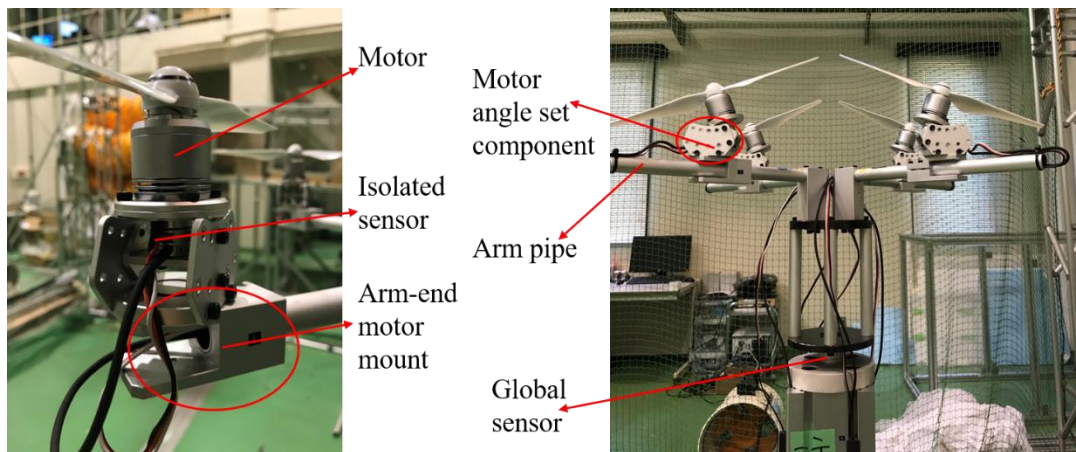 Motor
Isolated
sensor
Arm-end
motor
mount
Motor
angle set
component
Arm pipe
Global
sensor